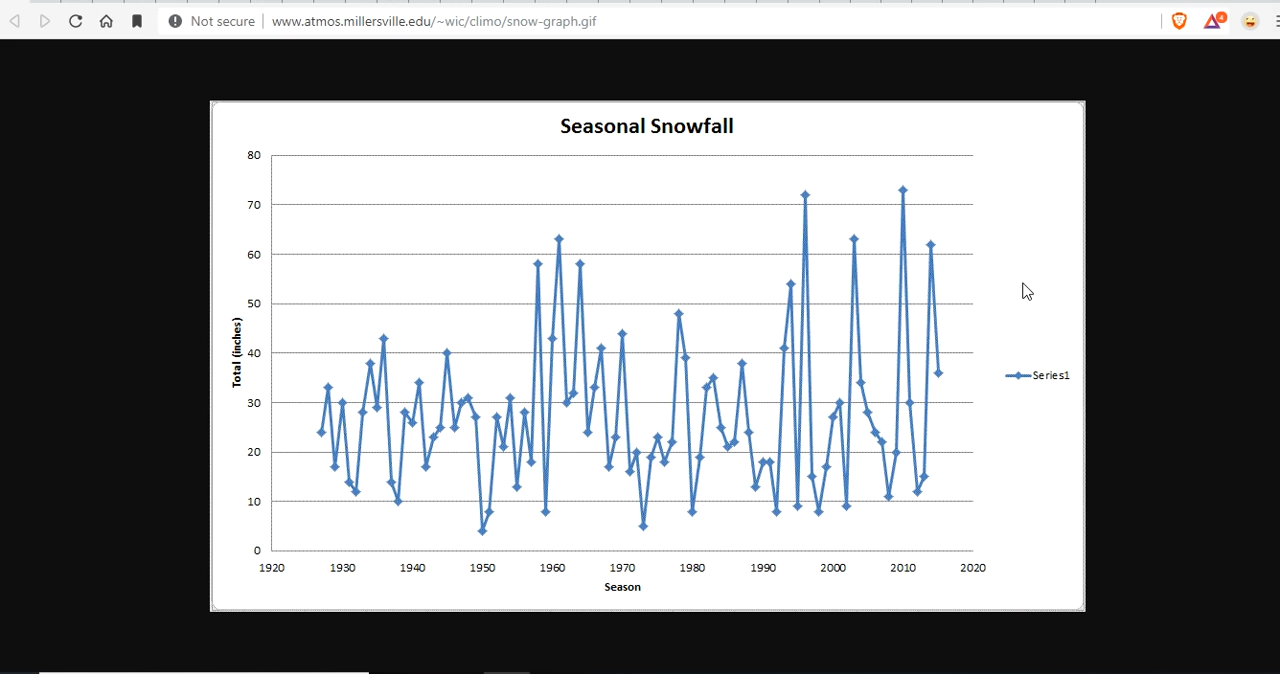 Not secure | www.atmos.millersville.edu/~wic/climo/snow-graph.gif
4
Seasonal Snowfall
80
70
60
50
40
30
20
10
0
Total (inches)
Series1
1920 1930 1940 1950 1960 1970 1980 1990 2000 2010 2020
Season